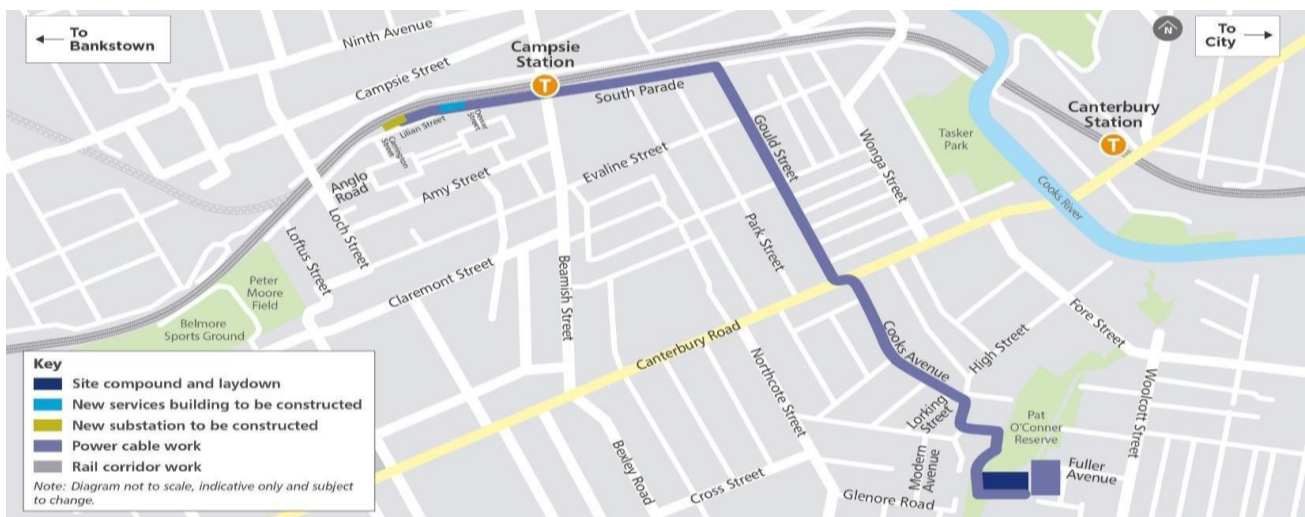 To
Bankstown
Ninth Avenue
Campsie Street
Campsie
Station
T
N
To
City
Canterbury
Station
T
Tasker
Park
Cooks River
South Parade
Lilian Street
Dewar
Street
Carrington
Street
Anglo
Road
Amy Street
Evaline Street
Gould Street
Wonga Street
Loch Street
Loftus Street
Claremont Street
Beamish Street
Park Street
Peter
Moore
Field
Belmore
Sports Ground
Canterbury Road
Cooks Avenue
High Street
Fore Street
Northcote Street
Woolcott Street
Lorking
Street
Pat
O'Conner
Reserve
Bexley Road
Cross Street
Modern
Avenue
Fuller
Avenue
Glenore Road
Key
Site compound and laydown
New services building to be constructed
New substation to be constructed
Power cable work
Rail corridor work
Note: Diagram not to scale, indicative only and subject
to change.